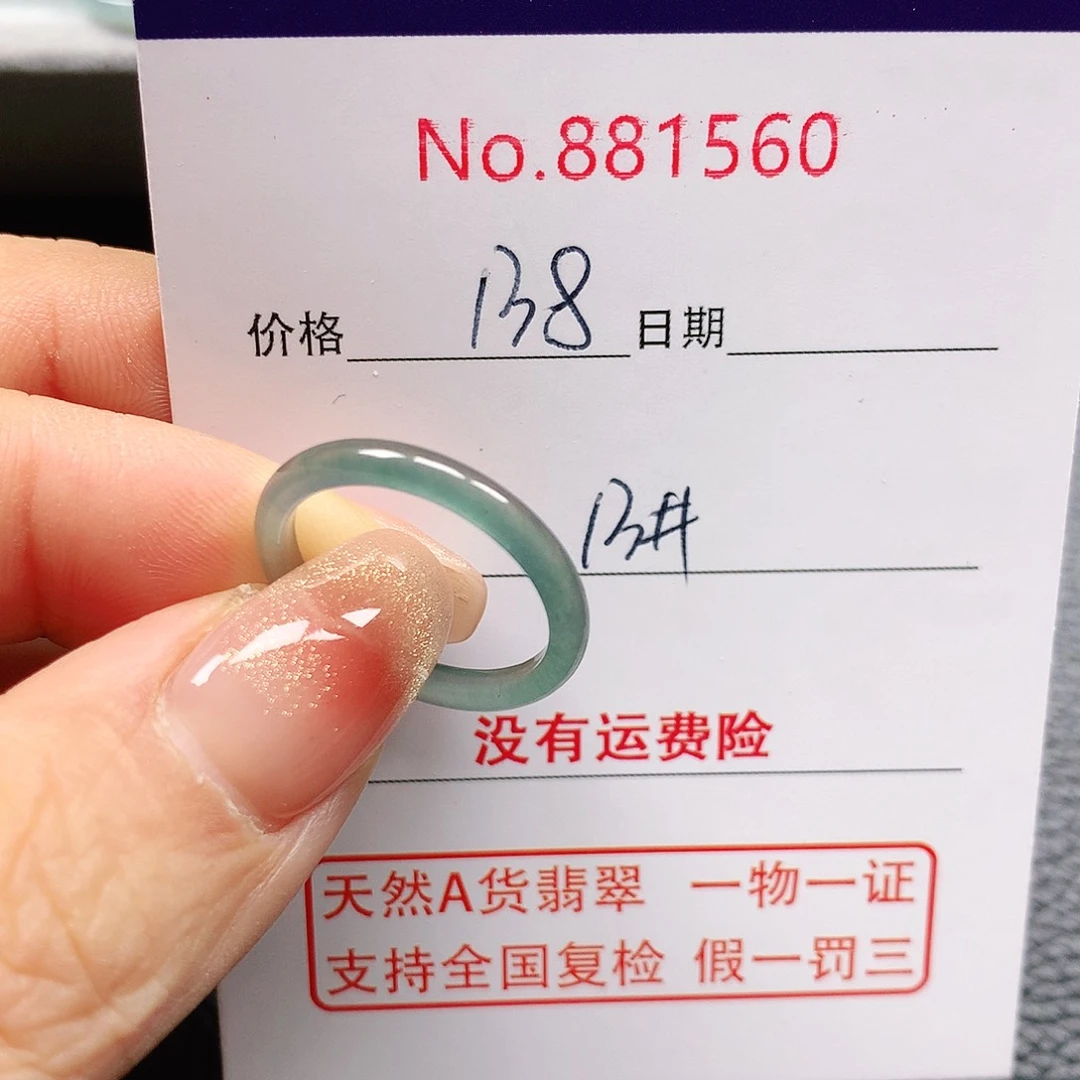 No.881560
价格 138 日期
13#
没有运费险
天然A货翡翠 一物一证
支持全国复检 假一罚三